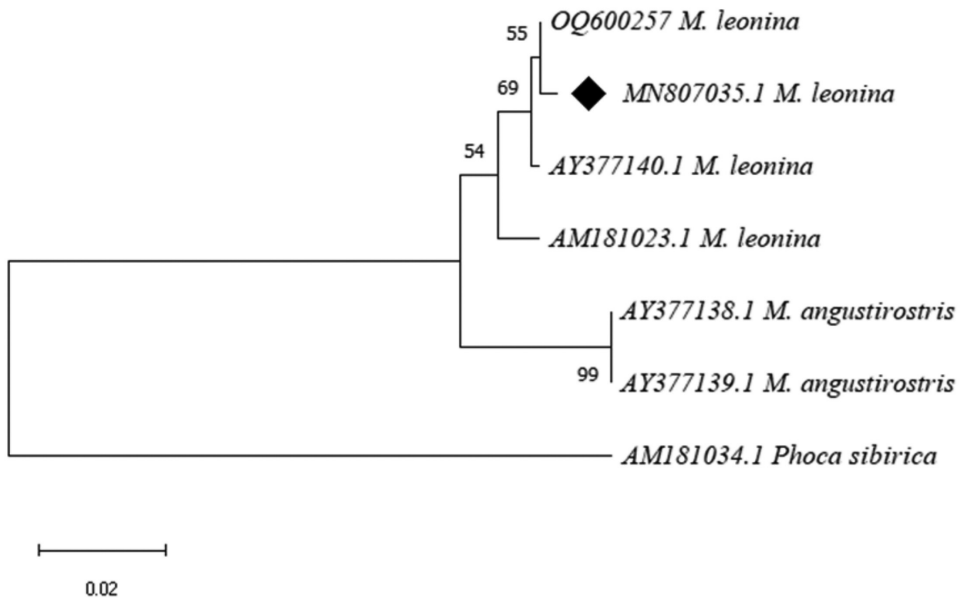 OQ600257 M. leonina
55
MN807035.1 M. leonina
69
54
AY377140.1 M. leonina
AM181023.1 M. leonina
AY377138.1 M. angustirostris
99
AY377139.1 M. angustirostris
AM181034.1 Phoca sibirica
0.02